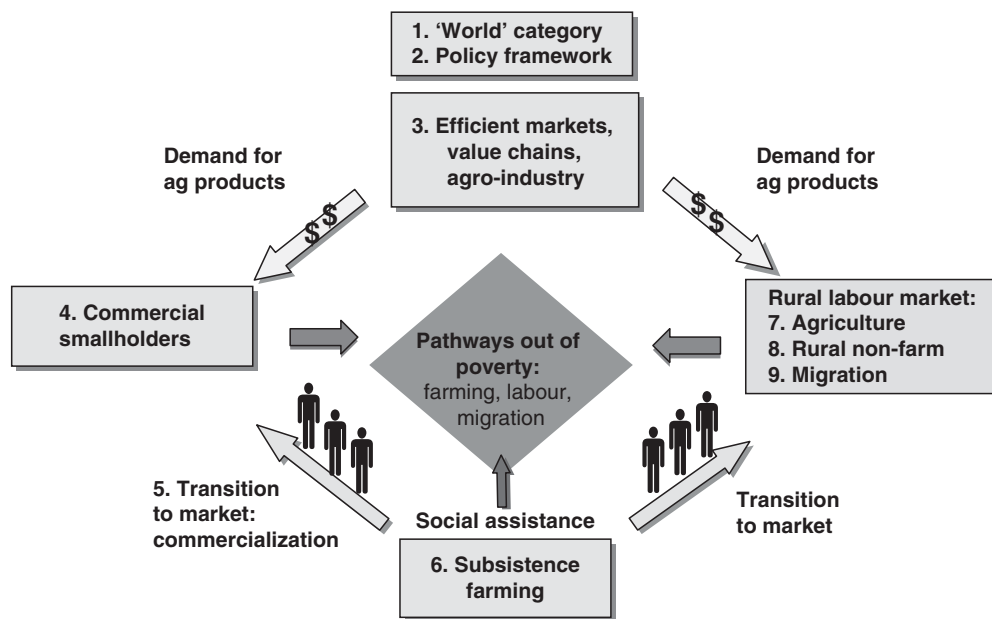 1. ‘World’ category
2. Policy framework
3. Efficient markets,
value chains,
agro-industry
Demand for
ag products
$ $
Demand for
ag products
$ $
4. Commercial
smallholders
Pathways out of
poverty:
farming, labour,
migration
Rural labour market:
7. Agriculture
8. Rural non-farm
9. Migration
5. Transition
to market:
commercialization
Social assistance
Transition
to market
6. Subsistence
farming